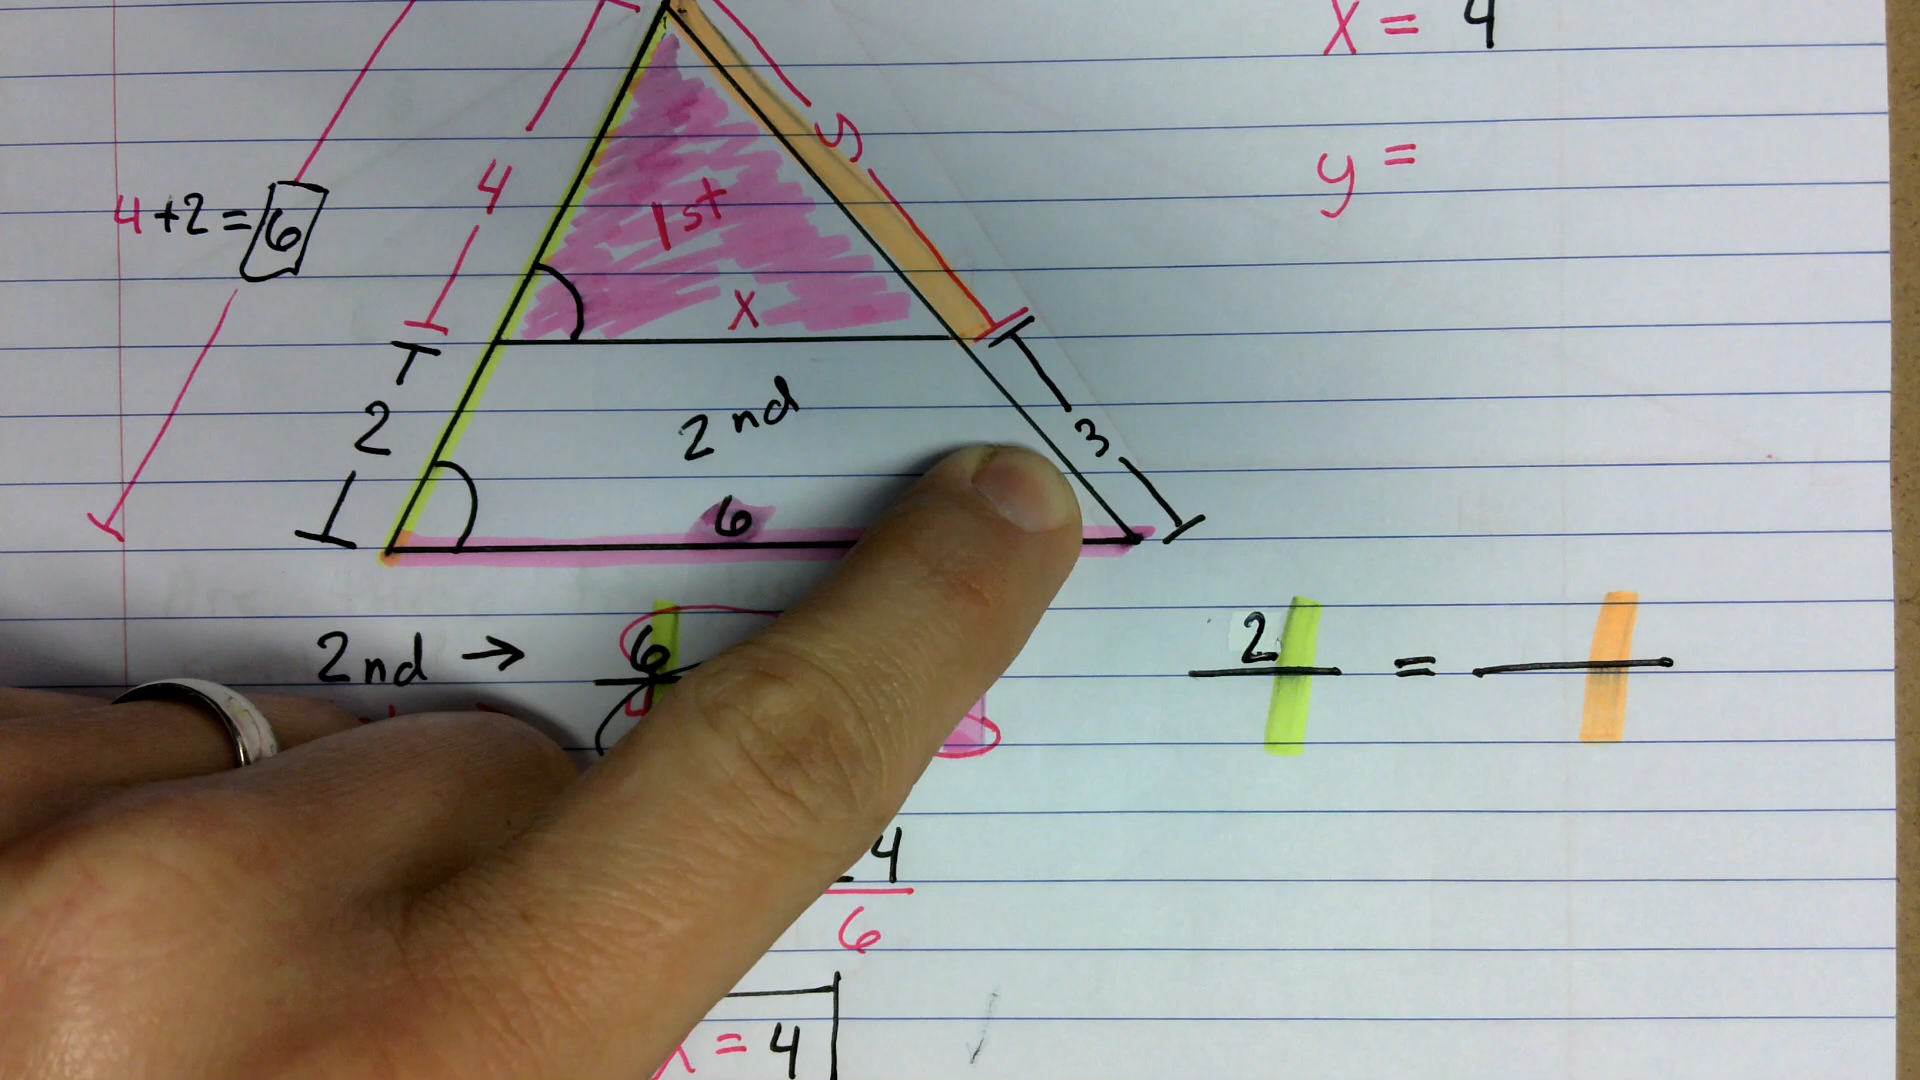 x = 4
y =
4+2=6
4
y
1st
x
2
2nd
3
6
2nd → 6
2 =
4
6
x = 4